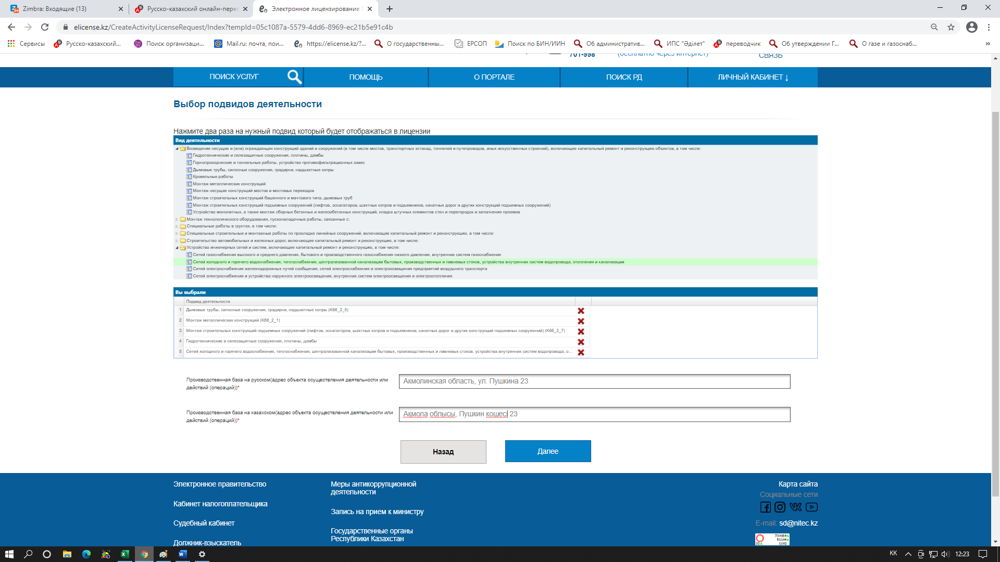 Zimbra: Входящие (13)
Русско-казахский онлайн-перев
Электронное лицензирование
elicense.kz/CreateActivityLicenseRequest/Index?tempId=05c1087a-5579-4dd6-8969-ec21b5e91c4b
Сервисы
Русско-казахский...
Поиск организаци...
Mail.ru: почта, пои...
https://elicense.kz/?...
О государственны...
ЕРСОП
Поиск по БИН/ИИН
Об административ...
ИПС "Әділет"
переводчик
Об утверждении Г...
О газе и газоснаб...
701-998
(бесплатно через интернет)
СВЯЗЬ
ПОИСК УСЛУГ
ПОМОЩЬ
О ПОРТАЛЕ
ПОИСК РД
ЛИЧНЫЙ КАБИНЕТ ↓
Выбор подвидов деятельности
Нажмите два раза на нужный подвид который будет отображаться в лицензии
Вид деятельности
Возведение несущих и (или) ограждающих конструкций зданий и сооружений (в том числе мостов, транспортных эстакад, тоннелей и путепроводов, иных искусственных строений), включающее капитальный ремонт и реконструкцию объектов, в том числе:
Гидротехнические и селезащитные сооружения, плотины, дамбы
Горнопроходческие и тоннельные работы, устройство противофильтрационных завес
Дымовые трубы, силосные сооружения, градирни, надшахтные копры
Кровельные работы
Монтаж металлических конструкций
Монтаж несущих конструкций мостов и мостовых переходов
Монтаж строительных конструкций башенного и мачтового типа, дымовых труб
Монтаж строительных конструкций подъемных сооружений (лифтов, эскалаторов, шахтных копров и подъемников, канатных дорог и других конструкций подъемных сооружений)
Устройство монолитных, а также монтаж сборных бетонных и железобетонных конструкций, кладка штучных элементов стен и перегородок и заполнение проемов
Монтаж технологического оборудования, пусконаладочные работы, связанные с:
Специальные работы в грунтах, в том числе:
Специальные строительные и монтажные работы по прокладке линейных сооружений, включающие капитальный ремонт и реконструкцию, в том числе:
Строительство автомобильных и железных дорог, включающее капитальный ремонт и реконструкцию, в том числе:
Устройство инженерных сетей и систем, включающее капитальный ремонт и реконструкцию, в том числе:
Сетей газоснабжения высокого и среднего давления, бытового и производственного газоснабжения низкого давления, внутренних систем газоснабжения
Сетей холодного и горячего водоснабжения, теплоснабжения, централизованной канализации бытовых, производственных и ливневых стоков, устройства внутренних систем водопровода, отопления и канализации
Сетей электроснабжения железнодорожных путей сообщения, сетей электроснабжения и электроосвещения предприятий воздушного транспорта
Сетей электроснабжения и устройства наружного электроосвещения, внутренних систем электроосвещения и электроотопления
Вы выбрали
Подвид деятельности
1 Дымовые трубы, силосные сооружения, градирни, надшахтные копры (К66_2_5)
2 Монтаж металлических конструкций (К66_2_1)
3 Монтаж строительных конструкций подъемных сооружений (лифтов, эскалаторов, шахтных копров и подъемников, канатных дорог и других конструкций подъемных сооружений) (К66_2_7)
4 Гидротехнические и селезащитные сооружения, плотины, дамбы
5 Сетей холодного и горячего водоснабжения, теплоснабжения, централизованной канализации бытовых, производственных и ливневых стоков, устройства внутренних систем водопровода, о...
Производственная база на русском(адрес объекта осуществления деятельности или
действий (операций))*
Акмолинская область, ул. Пушкина 23
Производственная база на казахском(адрес объекта осуществления деятельности или
действий (операций))*
Ақмола облысы, Пушкин кошесі 23
Назад
Далее
Электронное правительство
Кабинет налогоплательщика
Судебный кабинет
Должник-взыскатель
Меры антикоррупционной
деятельности
Запись на прием к министру
Государственные органы
Республики Казахстан
Карта сайта
Социальные сети
E-mail: sd@nitec.kz
730164
51104
32 1102
KK
12:23